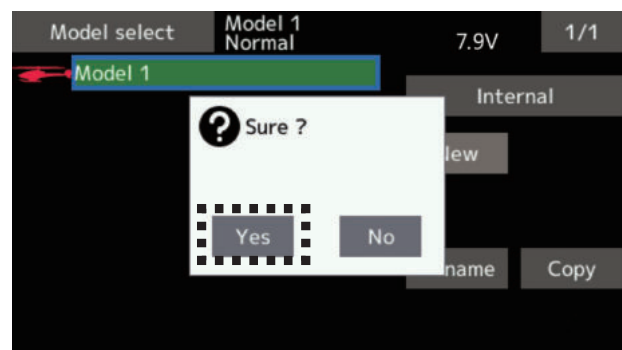 Model select
Model 1
Normal
7.9V
1/1
Model 1
Internal
Sure ?
lew
Yes
No
name
Copy